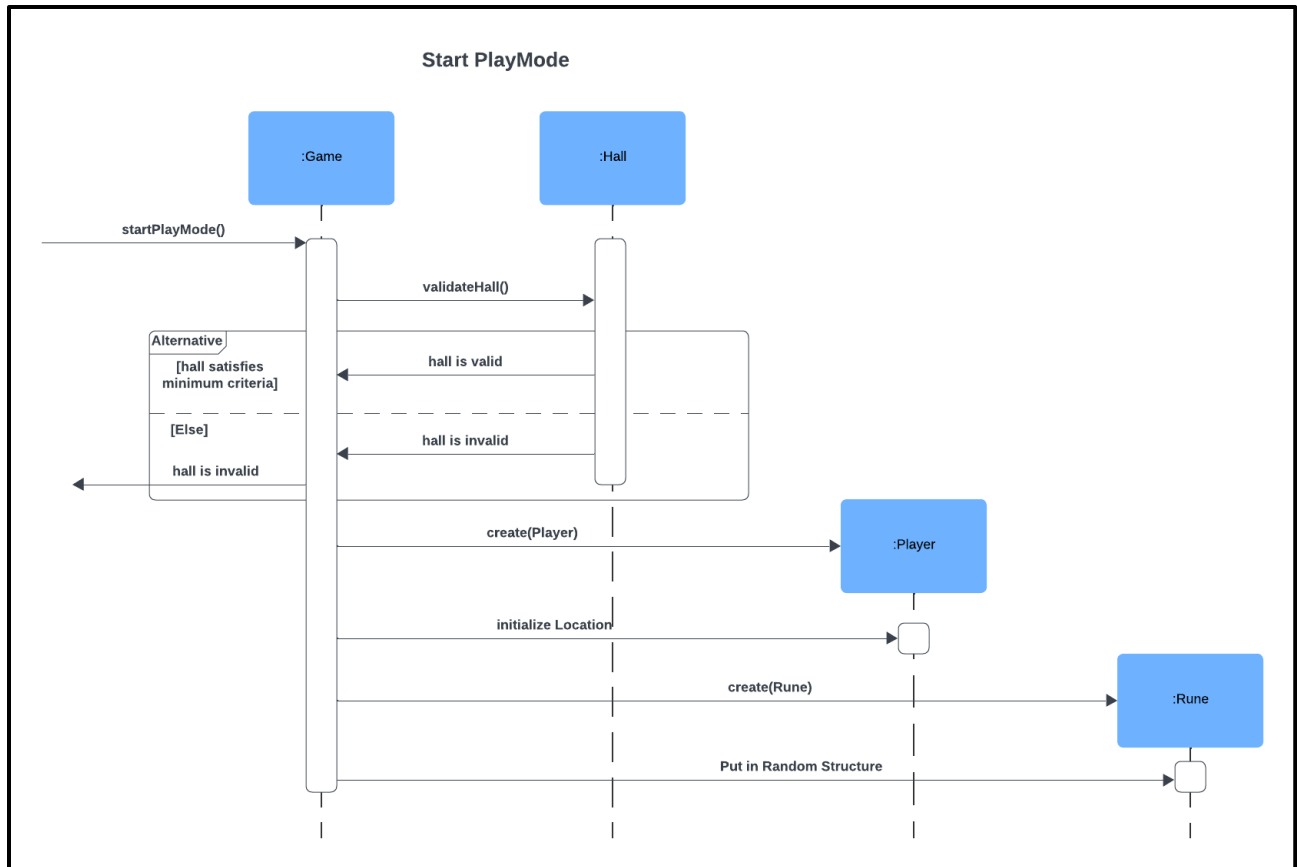 Start PlayMode
:Game
:Hall
startPlayMode()
validateHall()
Alternative
[hall satisfies
minimum criteria]
hall is valid
[Else]
hall is invalid
hall is invalid
create(Player)
:Player
initialize Location
create(Rune)
:Rune
Put in Random Structure